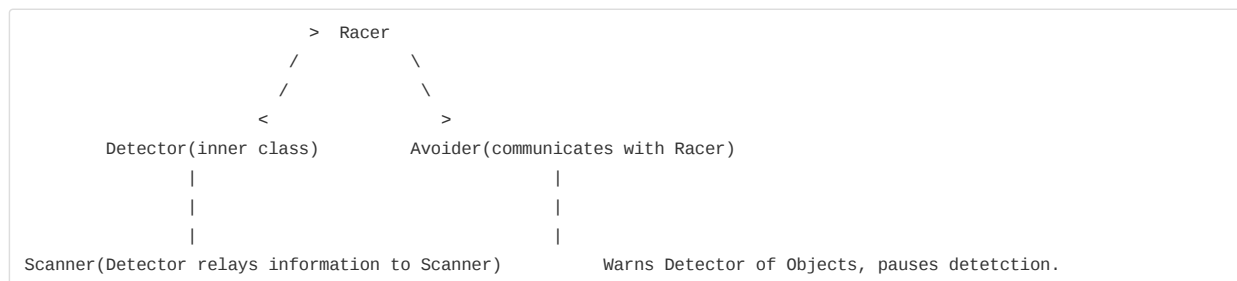 > Racer
/ \
/ \
< >
Detector(inner class) Avoider(communicates with Racer)
| |
| |
| |
Scanner(Detector relays information to Scanner) Warns Detector of Objects, pauses detetction.